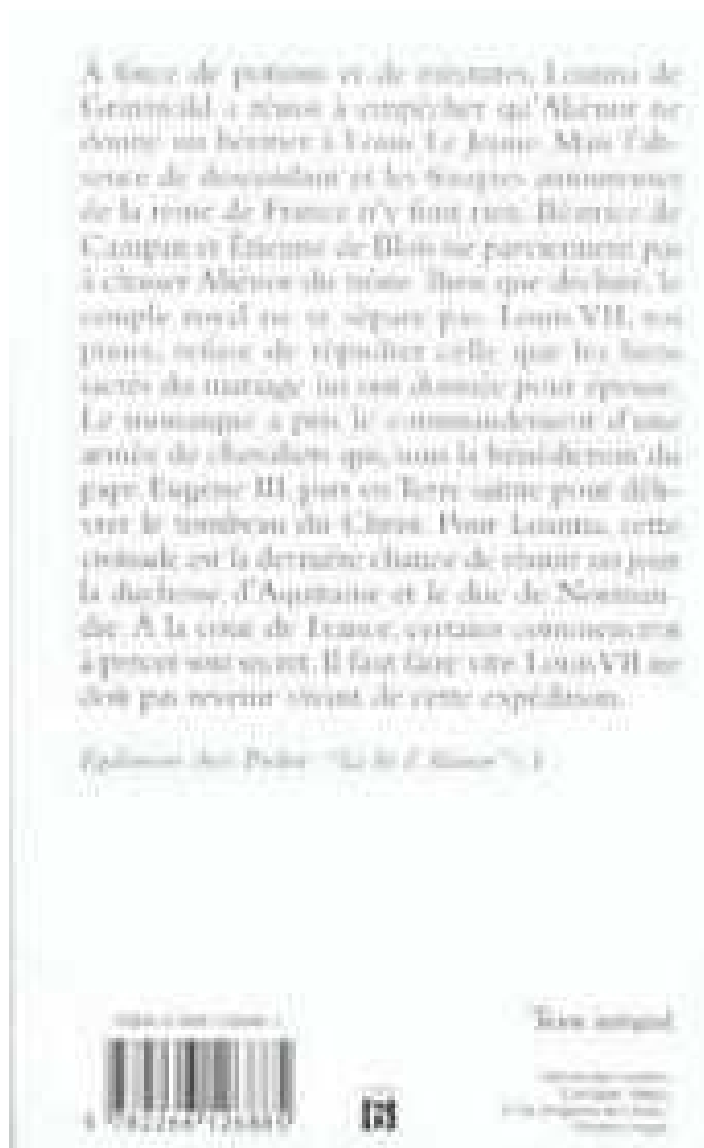 À force de potions et de mixtures, Loanna de
Grimwald a réussi à empêcher qu'Aliénor ne
donne un héritier à Louis Le Jeune. Mais l'ab-
sence de descendant et les frasques amoureuses
de la reine de France n'y font rien. Béatrice de
Campan et Étienne de Blois ne parviennent pas
à chasser Aliénor du trône. Bien que déchiré, le
couple royal ne se sépare pas. Louis VII, trop
pieux, refuse de répudier celle que les liens
sacrés du mariage lui ont donnée pour épouse.
Le monarque a pris le commandement d'une
armée de chevaliers qui, sous la bénédiction du
pape Eugène III, part en Terre sainte pour déli-
vrer le tombeau du Christ. Pour Loanna, cette
croisade est la dernière chance de réunir un jour
la duchesse d'Aquitaine et le duc de Norman-
die. À la cour de France, certains commencent
à percer son secret. Il faut faire vite. Louis VII ne
doit pas revenir vivant de cette expédition.
Également chez Pocket : "Le lit d'Aliénor" t. 1
Texte intégral